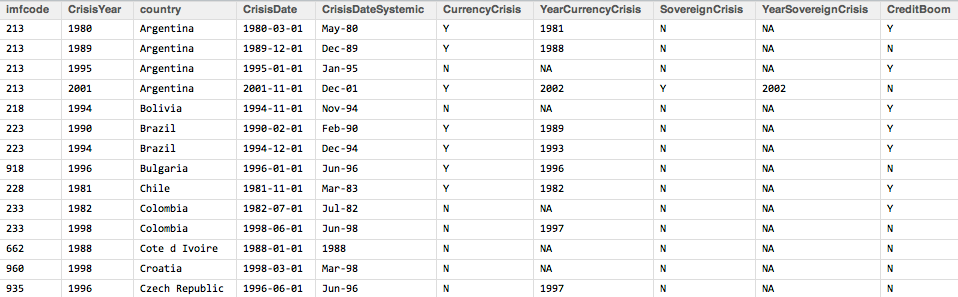 imfcode CrisisYear country CrisisDate CrisisDateSystemic CurrencyCrisis YearCurrencyCrisis SovereignCrisis YearSovereignCrisis CreditBoom
213 1980 Argentina 1980-03-01 May-80 Y 1981 N NA Y
213 1989 Argentina 1989-12-01 Dec-89 Y 1988 N NA N
213 1995 Argentina 1995-01-01 Jan-95 N NA N NA Y
213 2001 Argentina 2001-11-01 Dec-01 Y 2002 Y 2002 N
218 1994 Bolivia 1994-11-01 Nov-94 N NA N NA Y
223 1990 Brazil 1990-02-01 Feb-90 Y 1989 N NA Y
223 1994 Brazil 1994-12-01 Dec-94 Y 1993 N NA Y
918 1996 Bulgaria 1996-01-01 Jun-96 Y 1996 N NA N
228 1981 Chile 1981-11-01 Mar-83 Y 1982 N NA Y
233 1982 Colombia 1982-07-01 Jul-82 N NA N NA Y
233 1998 Colombia 1998-06-01 Jun-98 N 1997 N NA N
662 1988 Cote d Ivoire 1988-01-01 1988 N NA N NA N
960 1998 Croatia 1998-03-01 Mar-98 N NA N NA N
935 1996 Czech Republic 1996-06-01 Jun-96 N 1997 N NA N